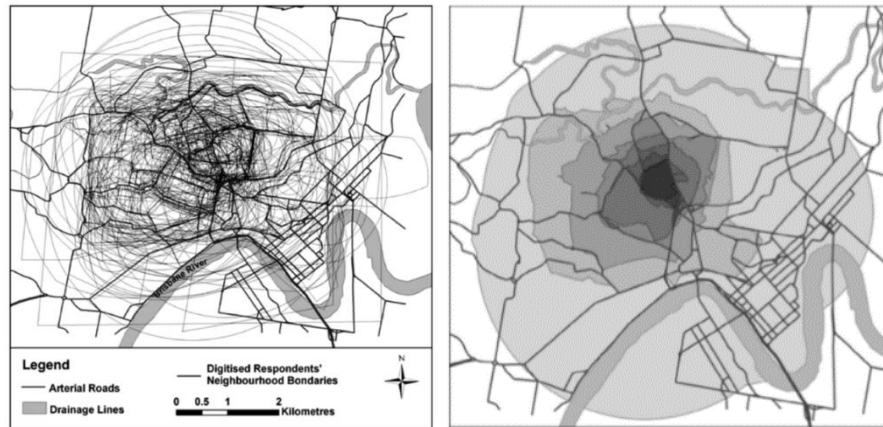 Brisbane River
Legend
Arterial Roads
Drainage Lines
Digitised Respondents'
Neighbourhood Bondaries
N
0 0.5 1 2
Kilometres